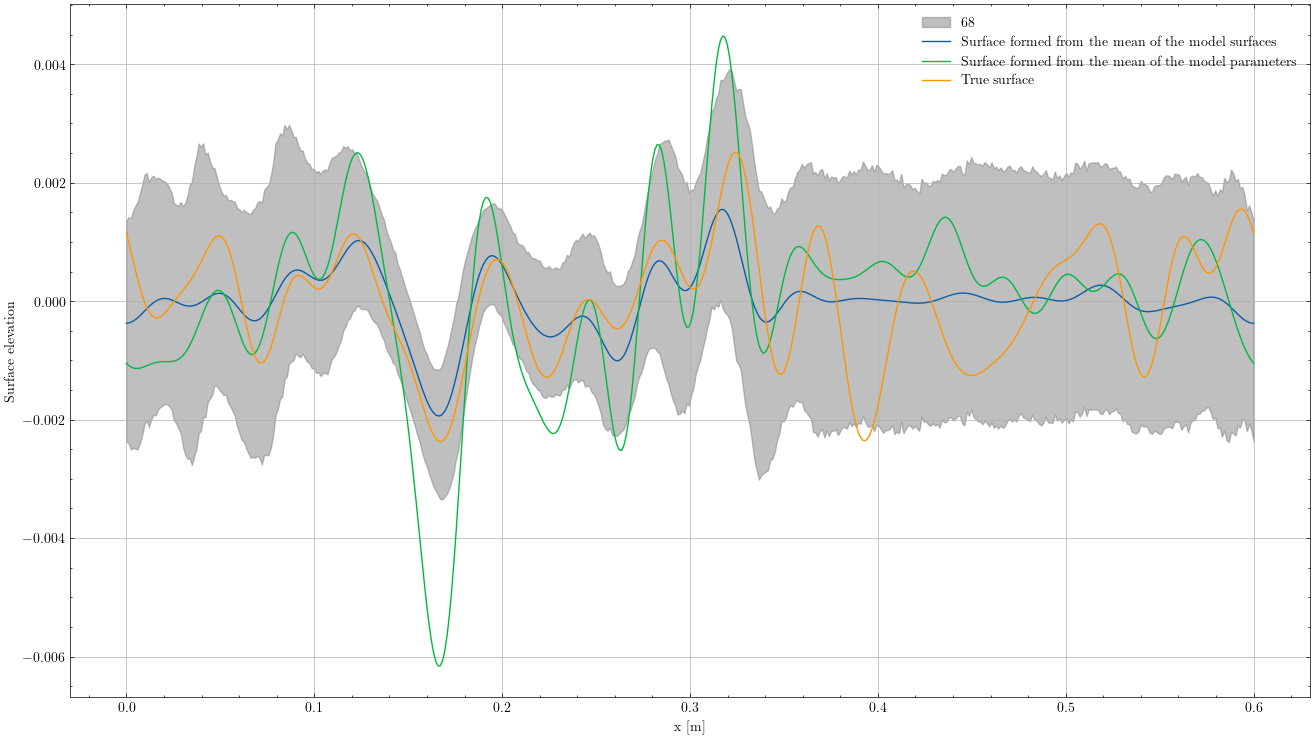 68
Surface formed from the mean of the model surfaces
Surface formed from the mean of the model parameters
True surface
0.004
0.002
0.000
−0.002
−0.004
−0.006
Surface elevation
0.0 0.1 0.2 0.3 0.4 0.5 0.6
x [m]